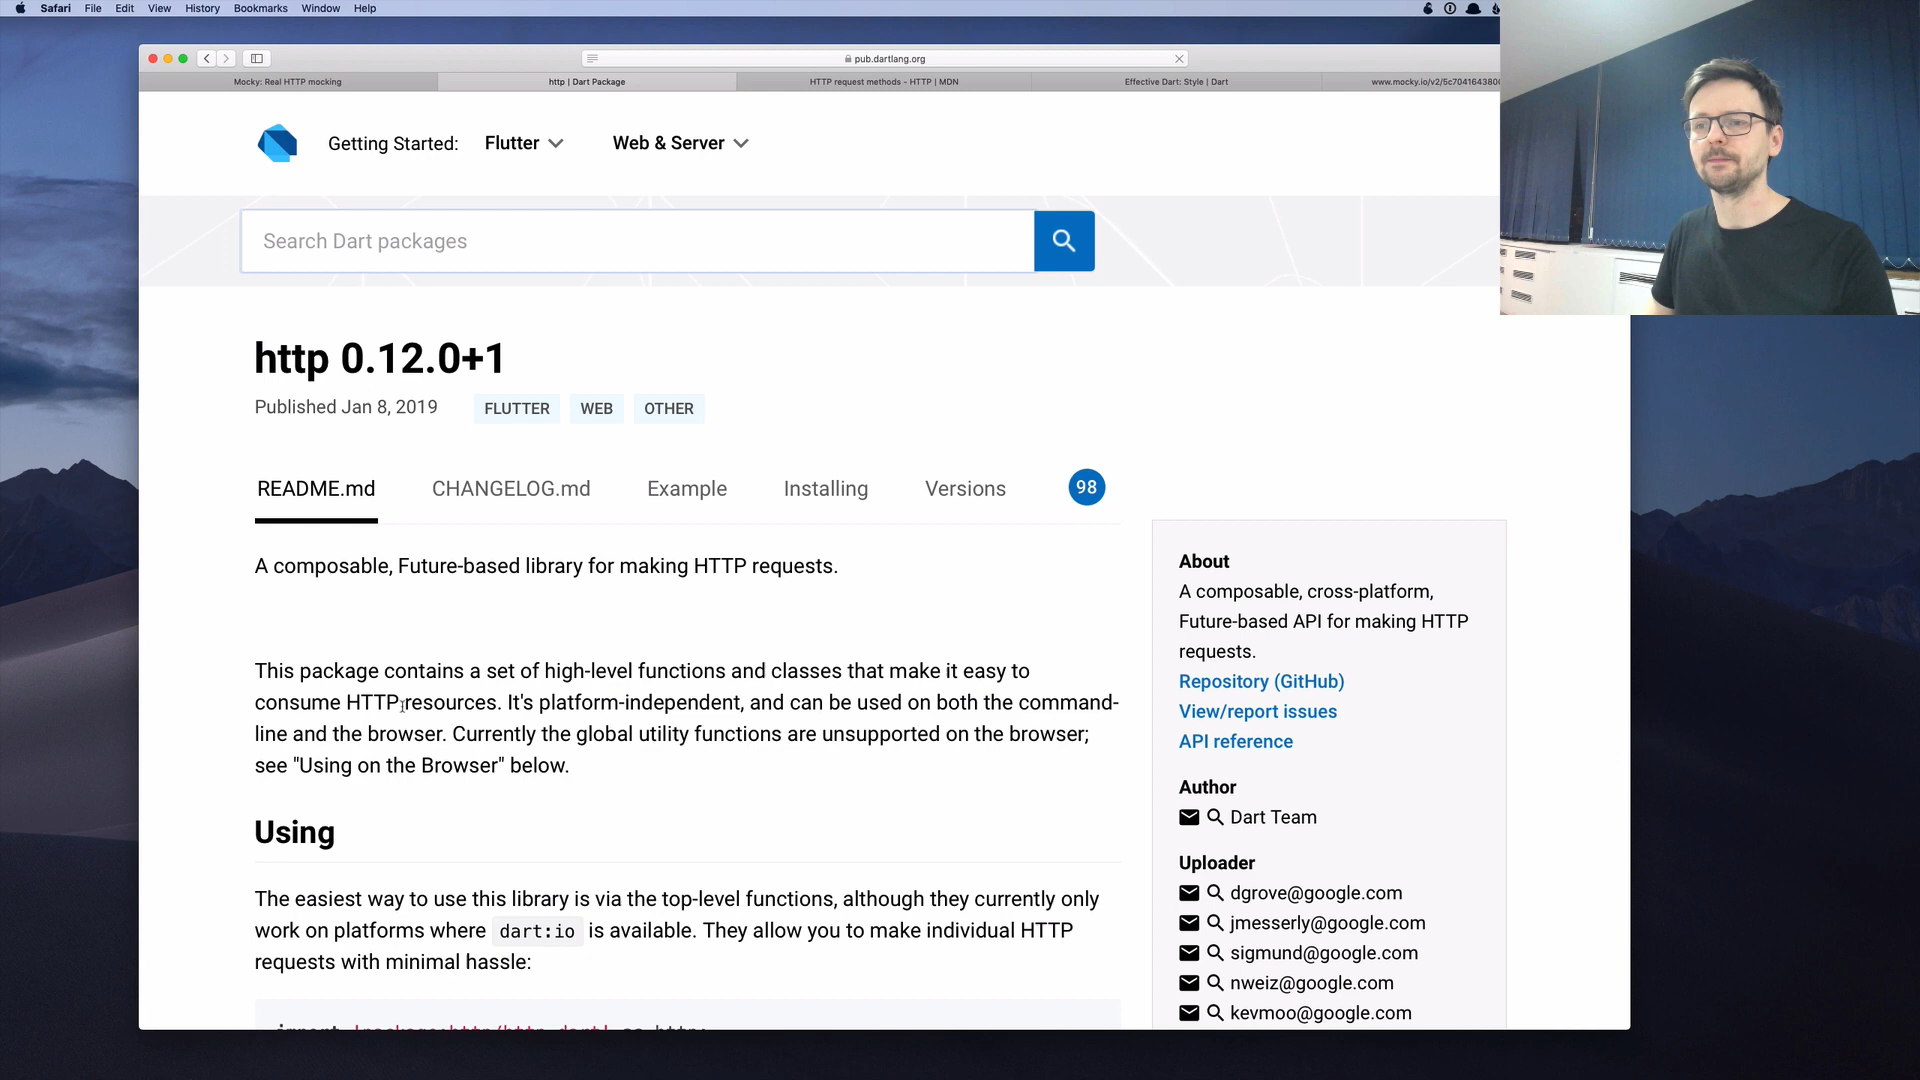 Safari File Edit View History Bookmarks Window Help
pub.dartlang.org
Mocky: Real HTTP mocking
http | Dart Package
HTTP request methods - HTTP | MDN
Effective Dart: Style | Dart
www.mocky.io/v2/5c7041643800
Getting Started: Flutter Web & Server
Search Dart packages
http 0.12.0+1
Published Jan 8, 2019 FLUTTER WEB OTHER
README.md CHANGELOG.md Example Installing Versions 98
A composable, Future-based library for making HTTP requests.
This package contains a set of high-level functions and classes that make it easy to
consume HTTP resources. It's platform-independent, and can be used on both the command-
line and the browser. Currently the global utility functions are unsupported on the browser;
see "Using on the Browser" below.
Using
The easiest way to use this library is via the top-level functions, although they currently only
work on platforms where dart:io is available. They allow you to make individual HTTP
requests with minimal hassle:
import 'package:http/http.dart' as http;
About
A composable, cross-platform,
Future-based API for making HTTP
requests.
Repository (GitHub)
View/report issues
API reference
Author
Dart Team
Uploader
dgrove@google.com
jmesserly@google.com
sigmund@google.com
nweiz@google.com
kevmoo@google.com